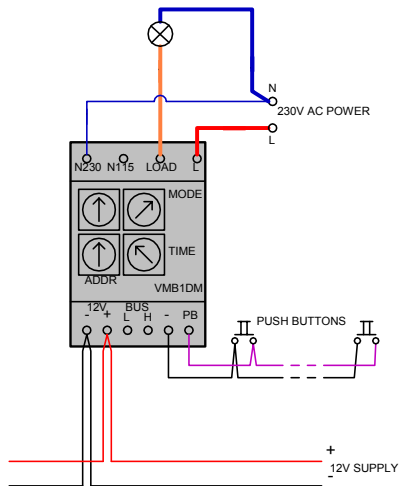 N
230V AC POWER
L
N230 N115 LOAD L
MODE
TIME
ADDR
VMB1DM
12V BUS
- + L H - PB
PUSH BUTTONS
+
12V SUPPLY
-